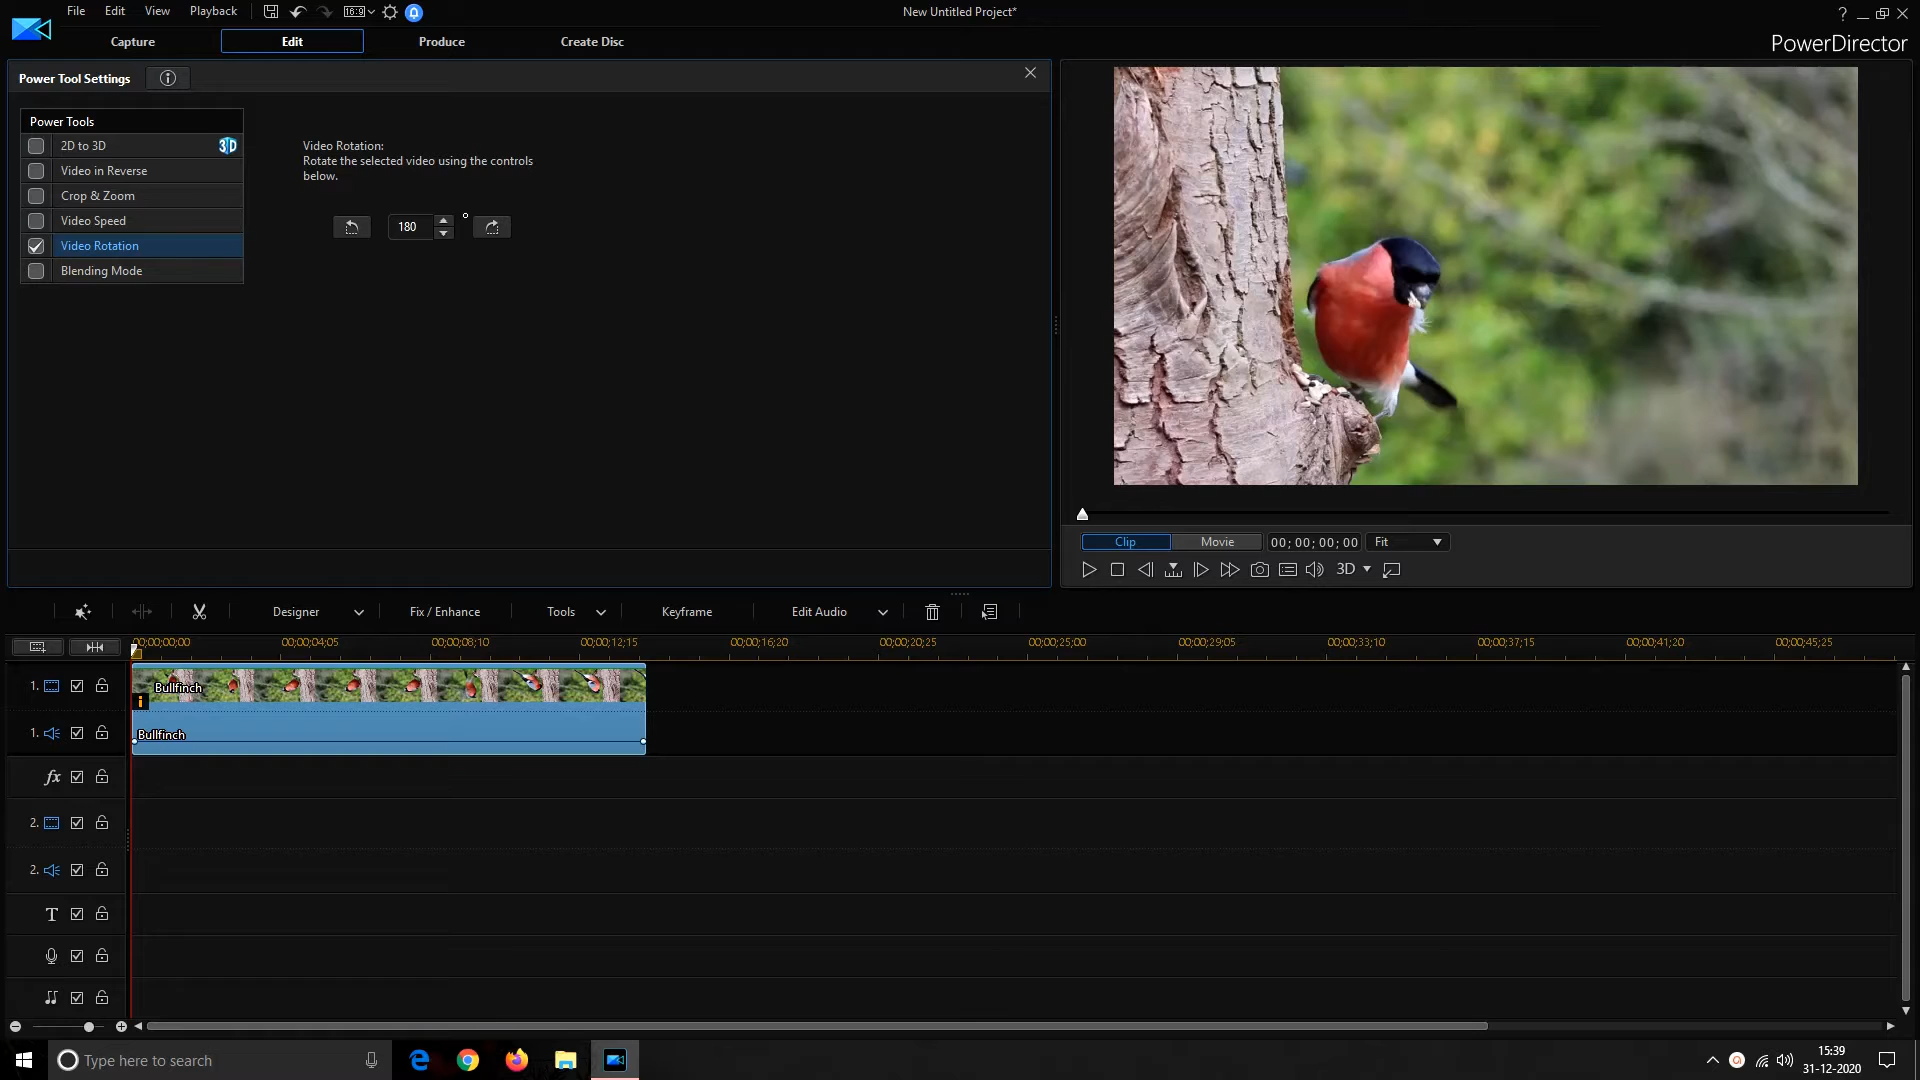 File Edit View Playback 16:9 New Untitled Project* ?
Capture Edit Produce Create Disc PowerDirector
Power Tool Settings i
Power Tools
2D to 3D 3D
Video in Reverse
Crop & Zoom
Video Speed
Video Rotation
Blending Mode
Video Rotation:
Rotate the selected video using the controls
below.
180 °
Clip Movie 00; 00; 00; 00 Fit
3D
Designer Fix / Enhance Tools Keyframe Edit Audio
00;00;00;00 00;00;04;05 00;00;08;10 00;00;12;15 00;00;16;20 00;00;20;25 00;00;25;00 00;00;29;05 00;00;33;10 00;00;37;15 00;00;41;20 00;00;45;25
1. Bullfinch
i
1. Bullfinch
fx
2.
2.
T
Type here to search
15:39
31-12-2020